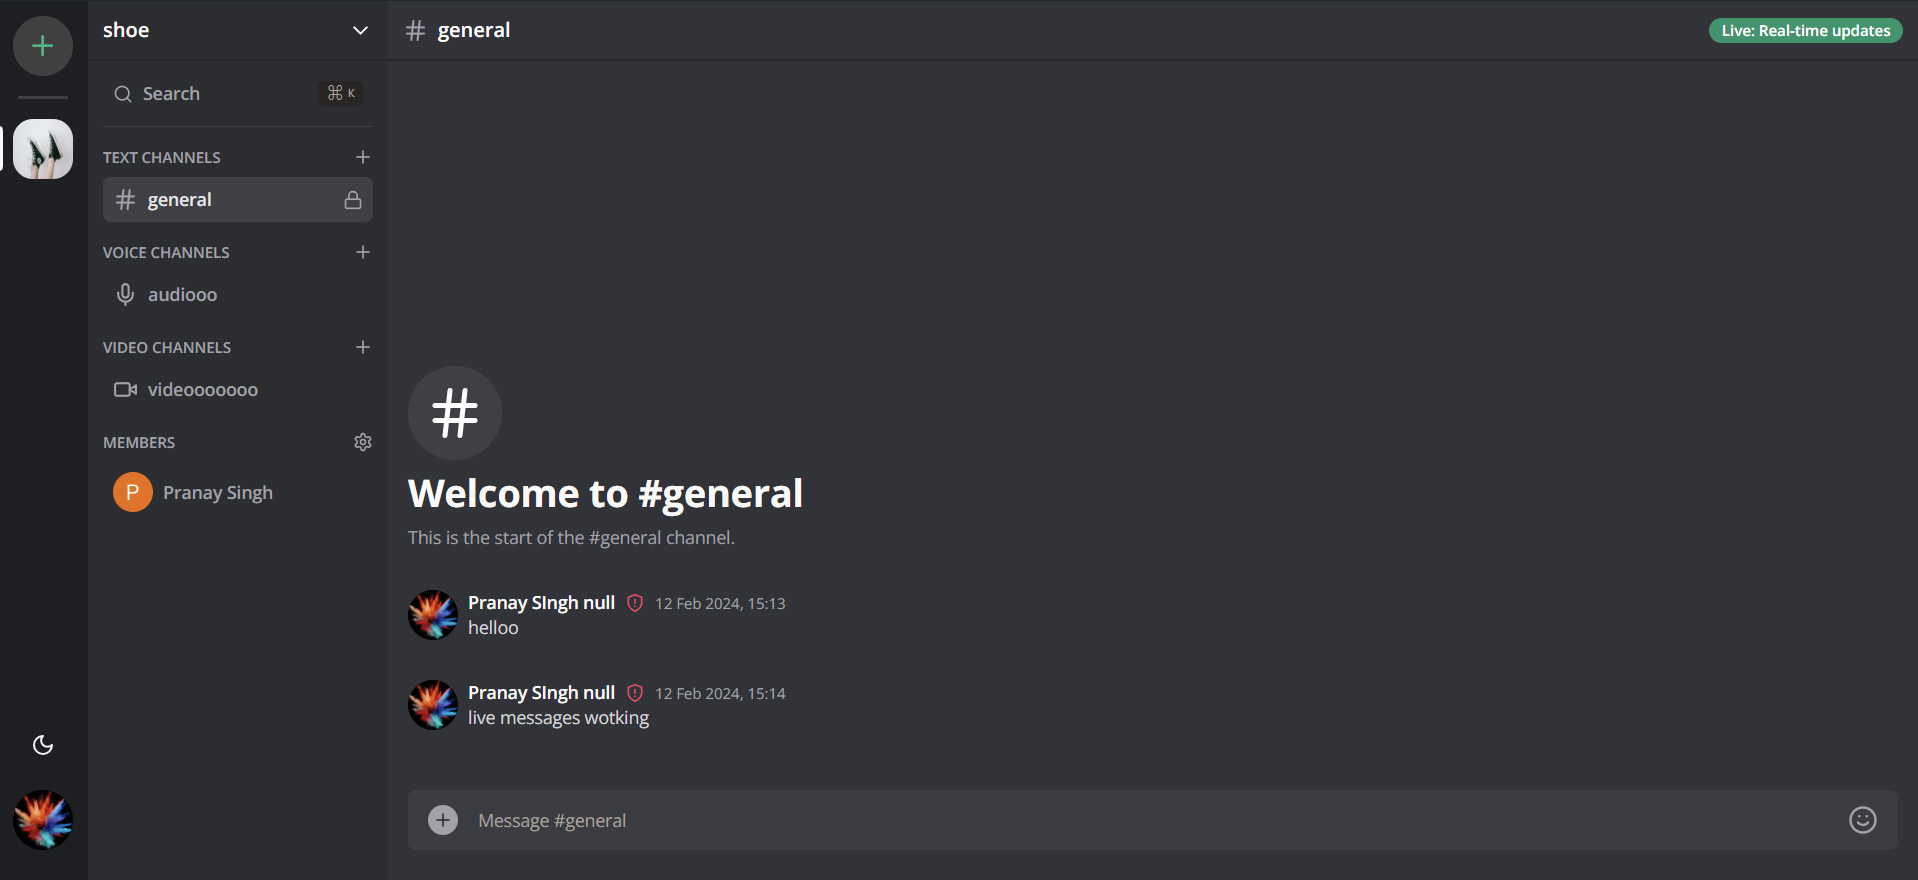 shoe
Search
⌘ K
TEXT CHANNELS
general
VOICE CHANNELS
audiooo
VIDEO CHANNELS
videooooooo
MEMBERS
P
Pranay Singh
# general
Live: Real-time updates
#
Welcome to #general
This is the start of the #general channel.
Pranay SIngh null 12 Feb 2024, 15:13
helloo
Pranay SIngh null 12 Feb 2024, 15:14
live messages wotking
Message #general